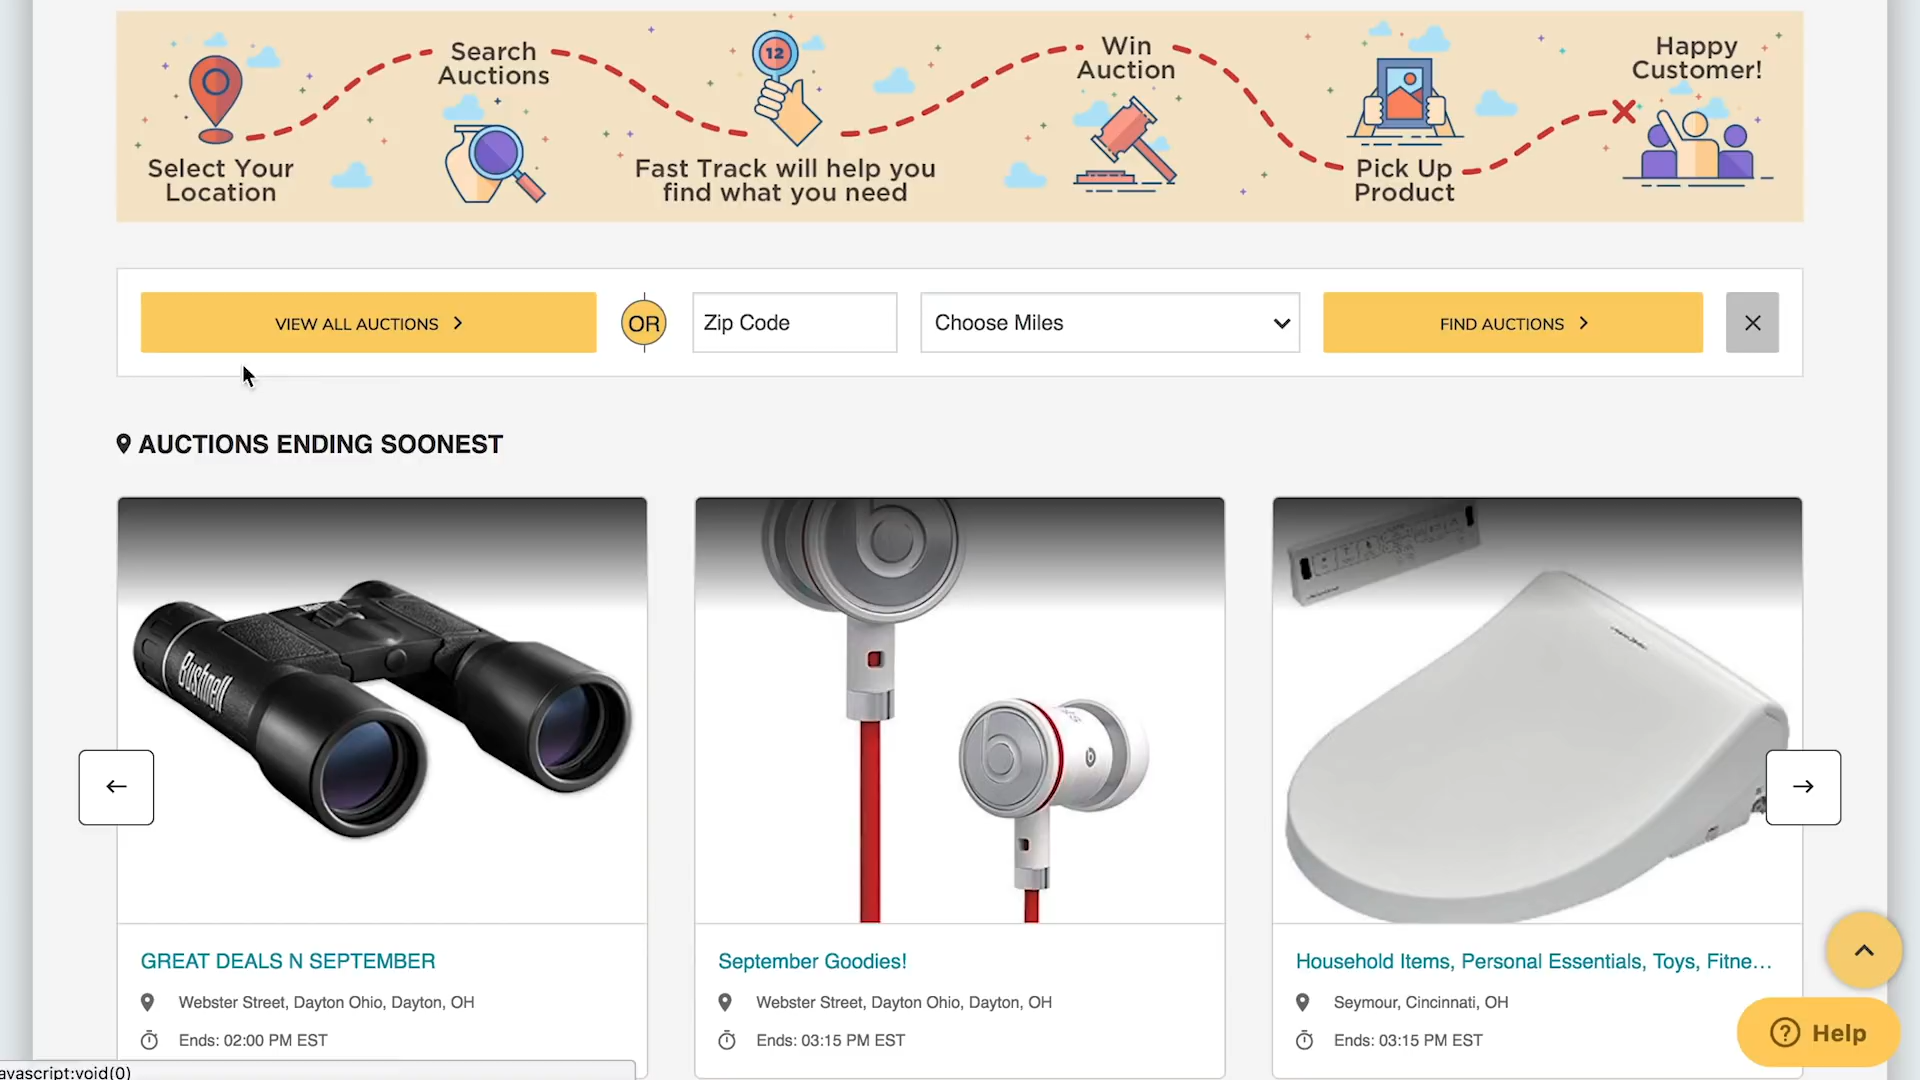 Select Your
Location
Search
Auctions
12
Fast Track will help you
find what you need
Win
Auction
Pick Up
Product
Happy
Customer!
VIEW ALL AUCTIONS
OR
Zip Code
Choose Miles
FIND AUCTIONS
AUCTIONS ENDING SOONEST
Bushnell
GREAT DEALS N SEPTEMBER
Webster Street, Dayton Ohio, Dayton, OH
Ends: 02:00 PM EST
September Goodies!
Webster Street, Dayton Ohio, Dayton, OH
Ends: 03:15 PM EST
Household Items, Personal Essentials, Toys, Fitne...
Seymour, Cincinnati, OH
Ends: 03:15 PM EST
Help
avascript:void(0)